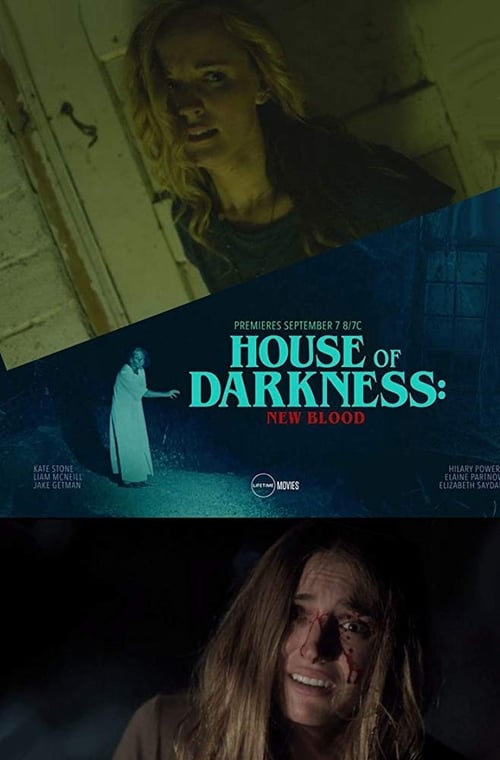 PREMIERES SEPTEMBER 7 8/7C
HOUSE OF
DARKNESS:
NEW BLOOD
KATE STONE
LIAM MCNEILL
JAKE GETMAN
LIFETIME MOVIES
HILARY POWER
ELAINE PARTNOW
ELIZABETH SAYDA